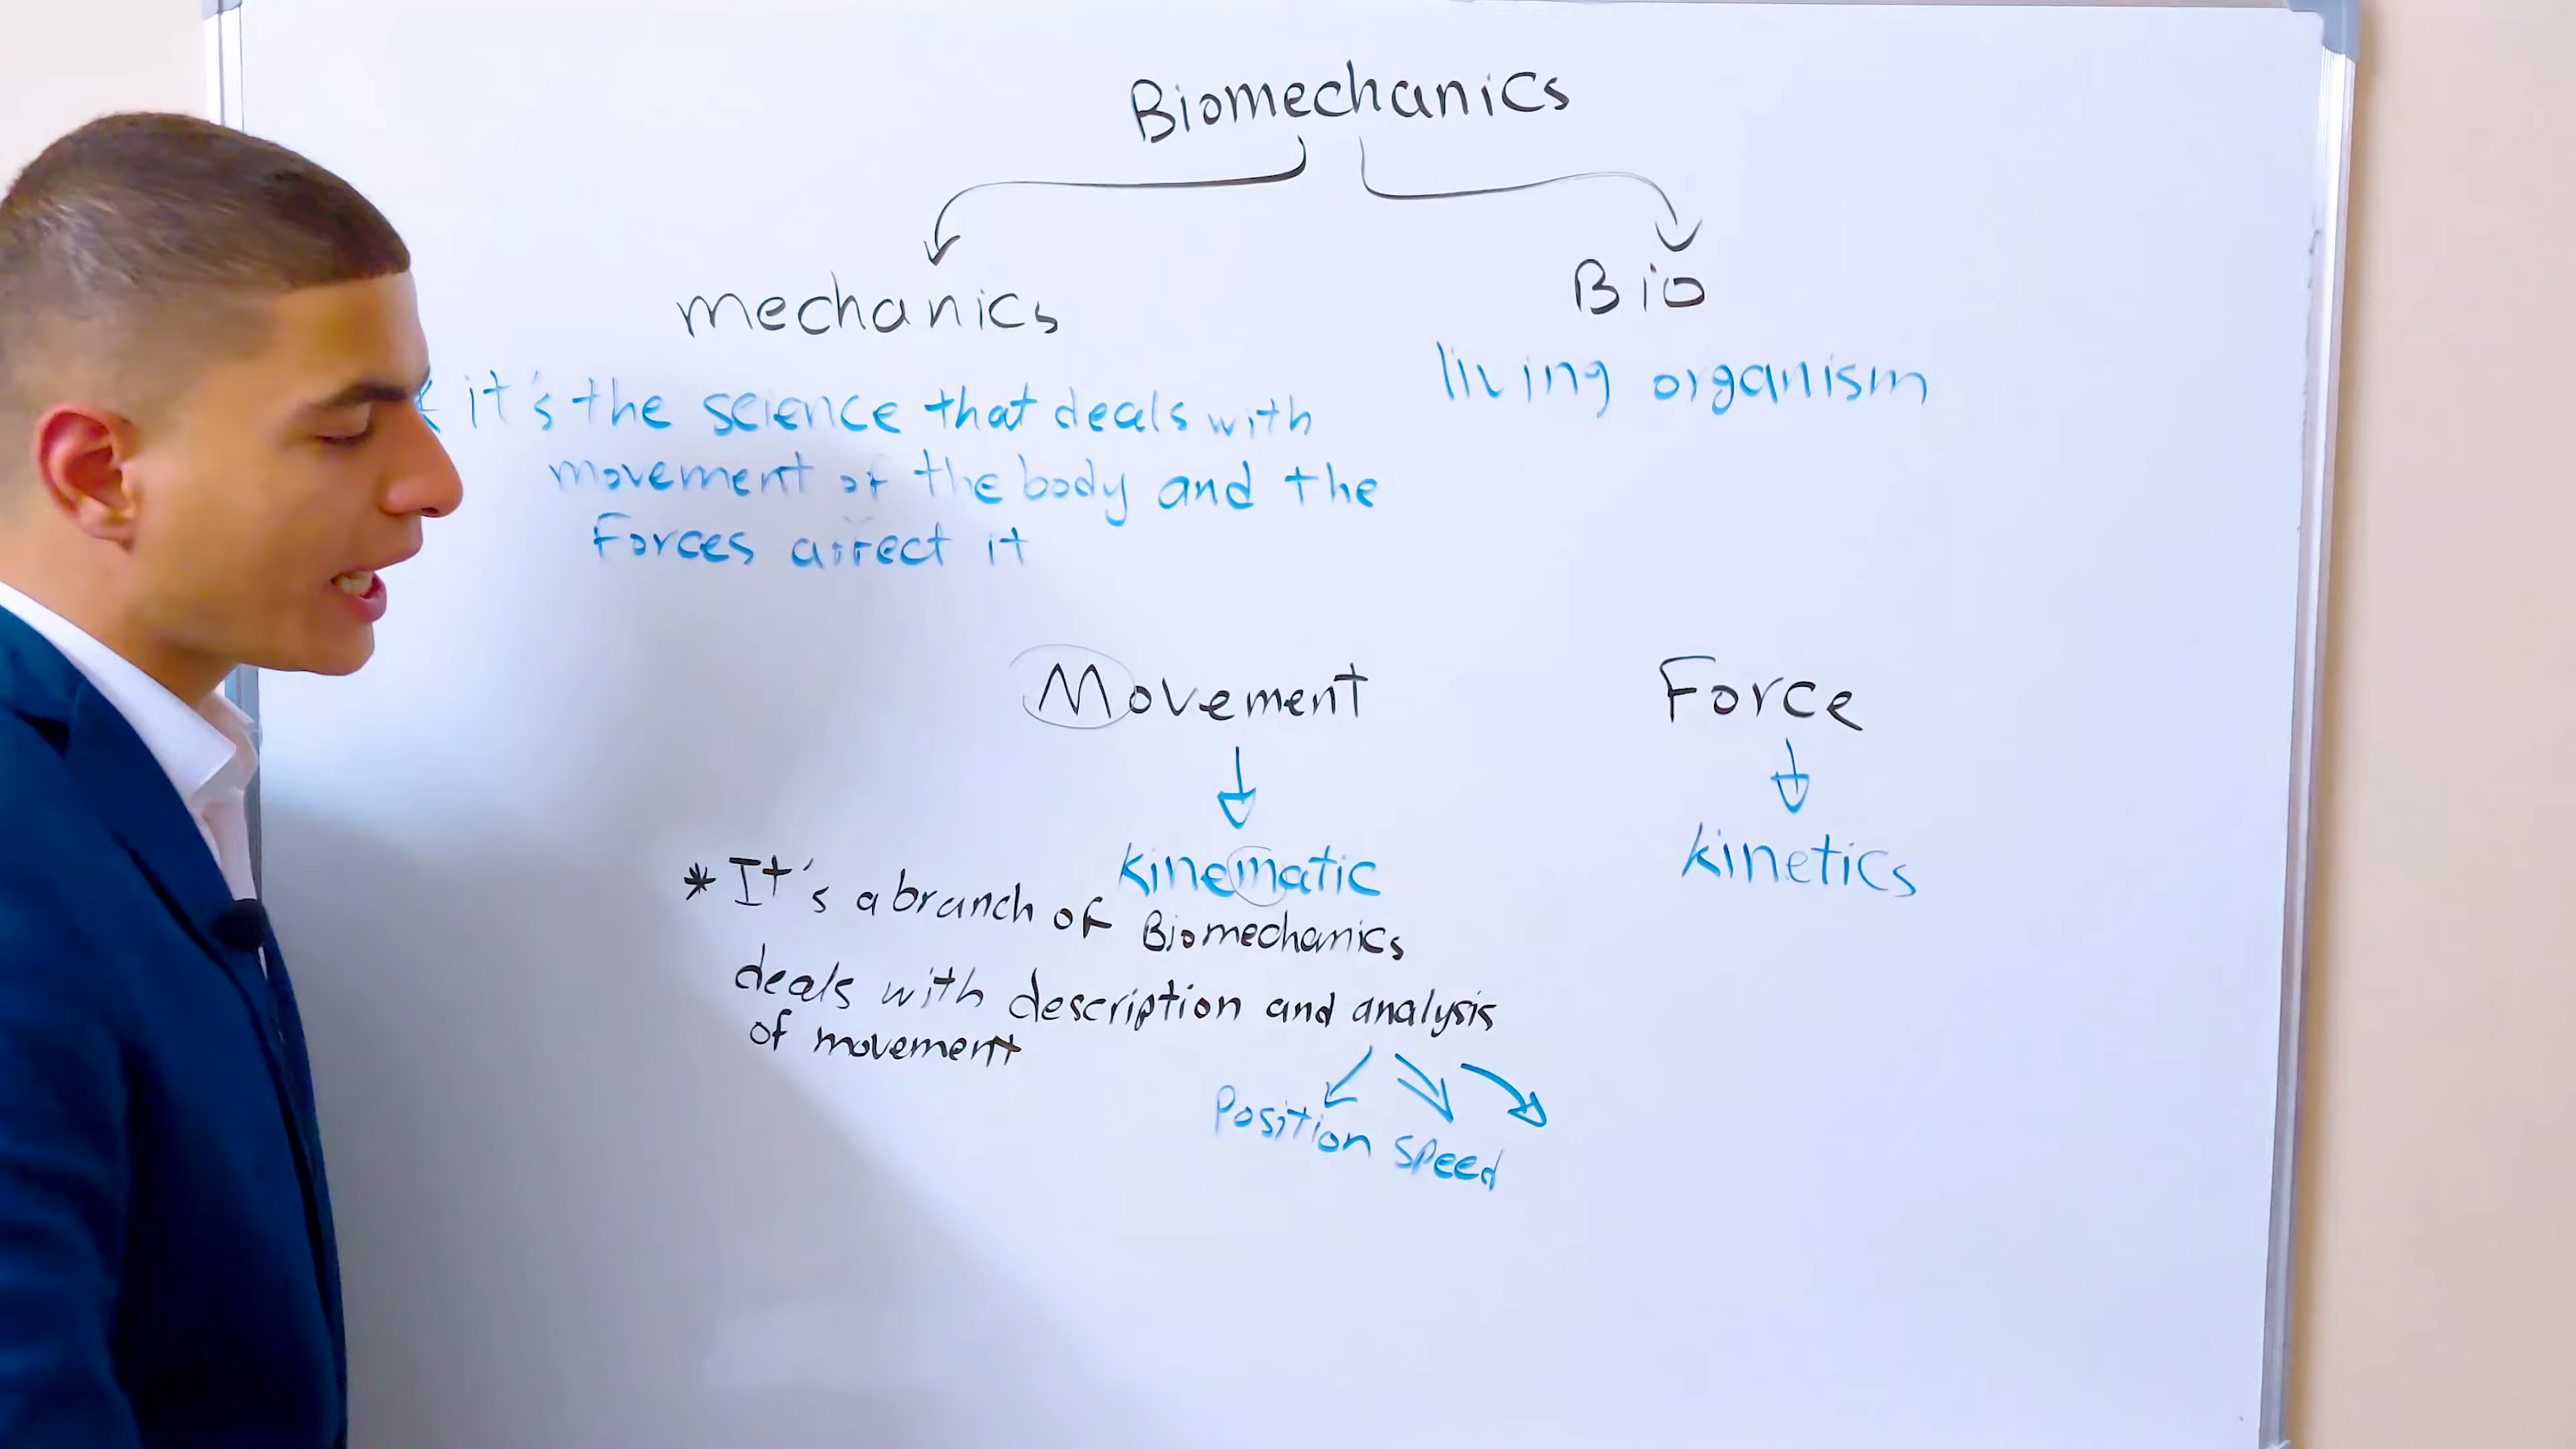 Biomechanics
mechanics
Bio
living organism
it's the science that deals with
movement of the body and the
Forces affect it
Movement
Force
kinematic
kinetics
* It's a branch of Biomechanics
deals with description and analysis
of movement
Position speed